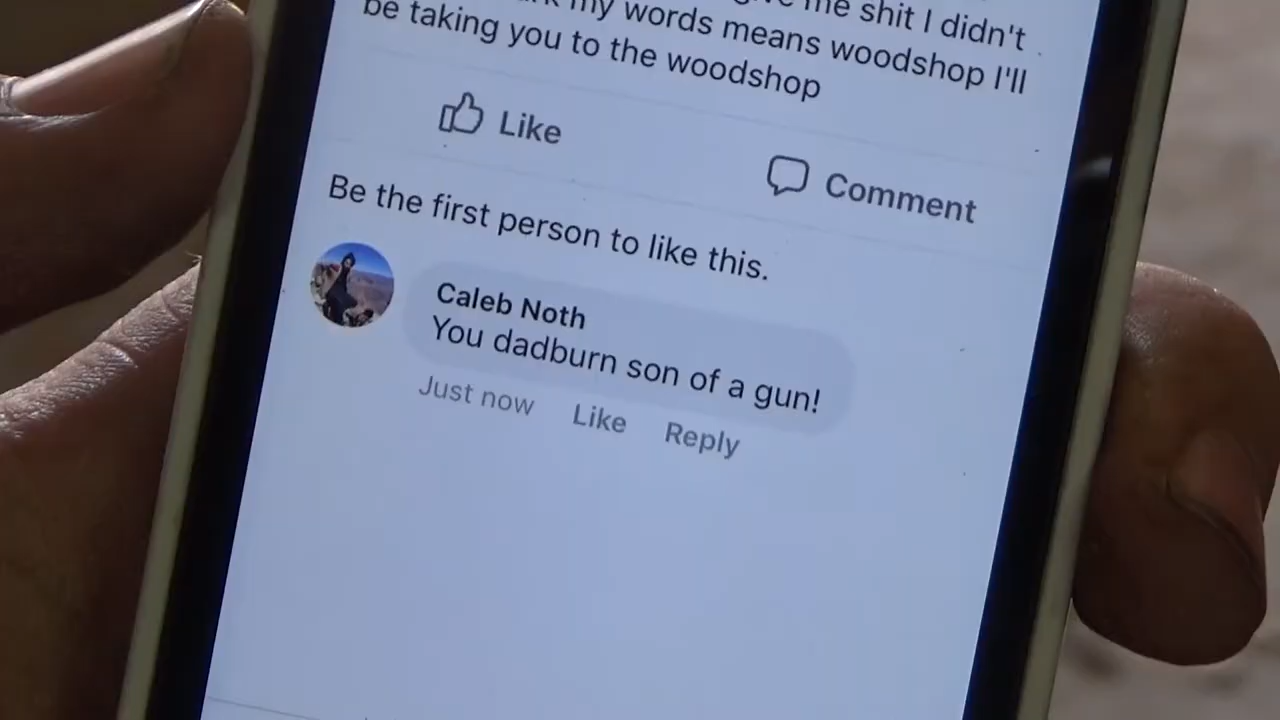 me shit I didn't
my words means woodshop I'll
be taking you to the woodshop
Like
Comment
Be the first person to like this.
Caleb Noth
You dadburn son of a gun!
Just now Like Reply